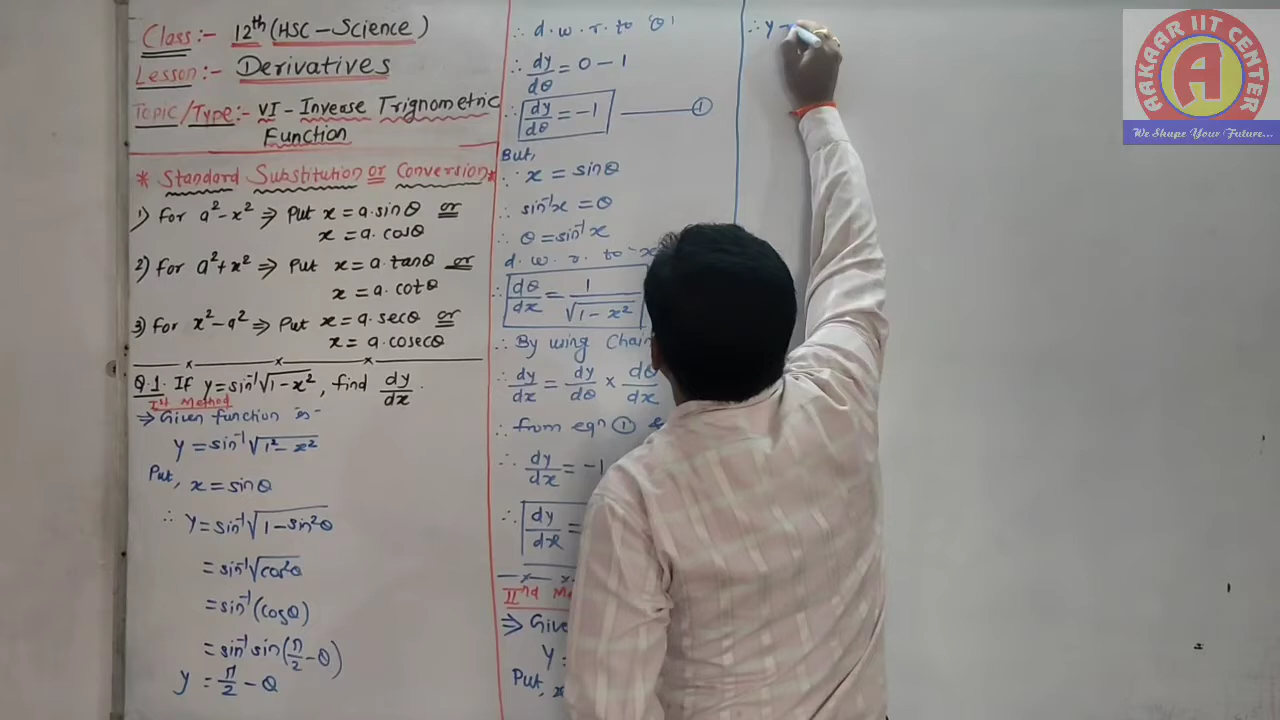 Class:- 12th (HSC-Science)
Lesson:- Derivatives
Topic/Type:- VI - Invease Trignometric
Function
* Standard Substitution or Conversion *
1) For a² - x² ⇒ Put x = a.sinθ or
x = a.cosθ
2) For a² + x² ⇒ Put x = a.tanθ or
x = a.cotθ
3) For x² - a² ⇒ Put x = a.secθ or
x = a.cosecθ
Q.1. If y = sin⁻¹√(1-x²), find dy/dx.
Ist Method
⇒ Given function is-
y = sin⁻¹√(1² - x²)
Put, x = sinθ
∴ y = sin⁻¹√(1 - sin²θ)
= sin⁻¹√(cos²θ)
= sin⁻¹(cosθ)
= sin⁻¹ sin(π/2 - θ)
y = π/2 - θ
∴ d.w.r. to 'θ'
∴ dy/dθ = 0 - 1
∴ dy/dθ = -1 ①
But,
∵ x = sinθ
∴ sin⁻¹x = θ
∴ θ = sin⁻¹x
d.w.r. to 'x
∴ dθ/dx = 1/√(1 - x²)
∴ By using Chain
∴ dy/dx = dy/dθ × dθ/dx
∴ from eqn ①
∴ dy/dx = -1
∴ dy/dx =
IInd
⇒ Give
y =
Put, x
∴ y
AAKAAR IIT CENTER
A
We Shape Your Future...